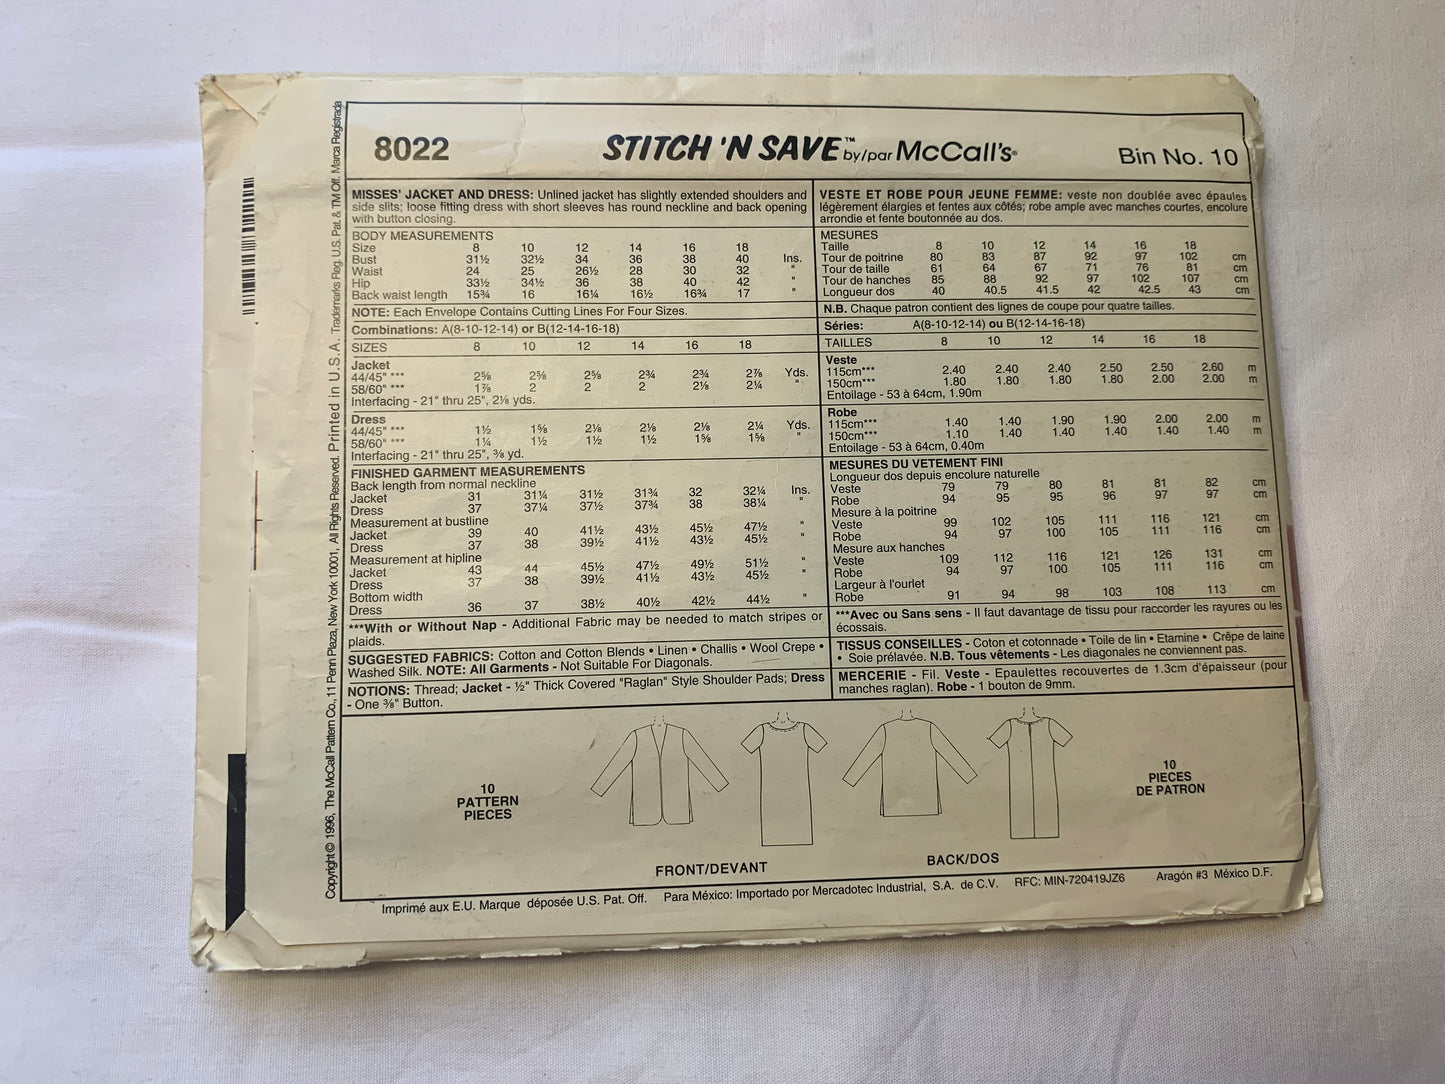 8022
STITCH 'N SAVE™ by/par McCall's®
Bin No. 10
MISSES' JACKET AND DRESS: Unlined jacket has slightly extended shoulders and
side slits; loose fitting dress with short sleeves has round neckline and back opening
with button closing.
BODY MEASUREMENTS
Size 8 10 12 14 16 18
Bust 31½ 32½ 34 36 38 40 Ins.
Waist 24 25 26½ 28 30 32 "
Hip 33½ 34½ 36 38 40 42 "
Back waist length 15¾ 16 16¼ 16½ 16¾ 17 "
NOTE: Each Envelope Contains Cutting Lines For Four Sizes.
Combinations: A(8-10-12-14) or B(12-14-16-18)
SIZES 8 10 12 14 16 18
Jacket
44/45" *** 2⅝ 2⅝ 2⅝ 2¾ 2¾ 2⅞ Yds.
58/60" *** 1⅞ 2 2 2 2⅛ 2¼ "
Interfacing - 21" thru 25", 2⅛ yds.
Dress
44/45" *** 1½ 1⅝ 2⅛ 2⅛ 2⅛ 2¼ Yds.
58/60" *** 1¼ 1½ 1½ 1½ 1⅝ 1⅝ "
Interfacing - 21" thru 25", ⅜ yd.
FINISHED GARMENT MEASUREMENTS
Back length from normal neckline
Jacket 31 31¼ 31½ 31¾ 32 32¼ Ins.
Dress 37 37¼ 37½ 37¾ 38 38¼ "
Measurement at bustline
Jacket 39 40 41½ 43½ 45½ 47½ "
Dress 37 38 39½ 41½ 43½ 45½ "
Measurement at hipline
Jacket 43 44 45½ 47½ 49½ 51½ "
Dress 37 38 39½ 41½ 43½ 45½ "
Bottom width
Dress 36 37 38½ 40½ 42½ 44½ "
***With or Without Nap - Additional Fabric may be needed to match stripes or
plaids.
SUGGESTED FABRICS: Cotton and Cotton Blends • Linen • Challis • Wool Crepe •
Washed Silk. NOTE: All Garments - Not Suitable For Diagonals.
NOTIONS: Thread; Jacket - ½" Thick Covered "Raglan" Style Shoulder Pads; Dress
- One ⅜" Button.
VESTE ET ROBE POUR JEUNE FEMME: veste non doublée avec épaules
légèrement élargies et fentes aux côtés; robe ample avec manches courtes, encolure
arrondie et fente boutonnée au dos.
MESURES
Taille 8 10 12 14 16 18
Tour de poitrine 80 83 87 92 97 102 cm
Tour de taille 61 64 67 71 76 81 cm
Tour de hanches 85 88 92 97 102 107 cm
Longueur dos 40 40.5 41.5 42 42.5 43 cm
N.B. Chaque patron contient des lignes de coupe pour quatre tailles.
Séries: A(8-10-12-14) ou B(12-14-16-18)
TAILLES 8 10 12 14 16 18
Veste
115cm*** 2.40 2.40 2.40 2.50 2.50 2.60 m
150cm*** 1.80 1.80 1.80 1.80 2.00 2.00 m
Entoilage - 53 à 64cm, 1.90m
Robe
115cm*** 1.40 1.40 1.90 1.90 2.00 2.00 m
150cm*** 1.10 1.40 1.40 1.40 1.40 1.40 m
Entoilage - 53 à 64cm, 0.40m
MESURES DU VETEMENT FINI
Longueur dos depuis encolure naturelle
Veste 79 79 80 81 81 82 cm
Robe 94 95 95 96 97 97 cm
Mesure à la poitrine
Veste 99 102 105 111 116 121 cm
Robe 94 97 100 105 111 116 cm
Mesure aux hanches
Veste 109 112 116 121 126 131 cm
Robe 94 97 100 105 111 116 cm
Largeur à l'ourlet
Robe 91 94 98 103 108 113 cm
***Avec ou Sans sens - Il faut davantage de tissu pour raccorder les rayures ou les
écossais.
TISSUS CONSEILLES - Coton et cotonnade • Toile de lin • Etamine • Crêpe de laine
• Soie prélavée. N.B. Tous vêtements - Les diagonales ne conviennent pas.
MERCERIE - Fil. Veste - Epaulettes recouvertes de 1.3cm d'épaisseur (pour
manches raglan). Robe - 1 bouton de 9mm.
10
PATTERN
PIECES
FRONT/DEVANT
BACK/DOS
10
PIECES
DE PATRON
Imprimé aux E.U. Marque déposée U.S. Pat. Off. Para México: Importado por Mercadotec Industrial, S.A. de C.V. RFC: MIN-720419JZ6 Aragón #3 México D.F.
Copyright © 1996, The McCall Pattern Co., 11 Penn Plaza, New York 10001, All Rights Reserved. Printed in U.S.A. Trademarks Reg. U.S. Pat. & TM Off. Marca Registrada